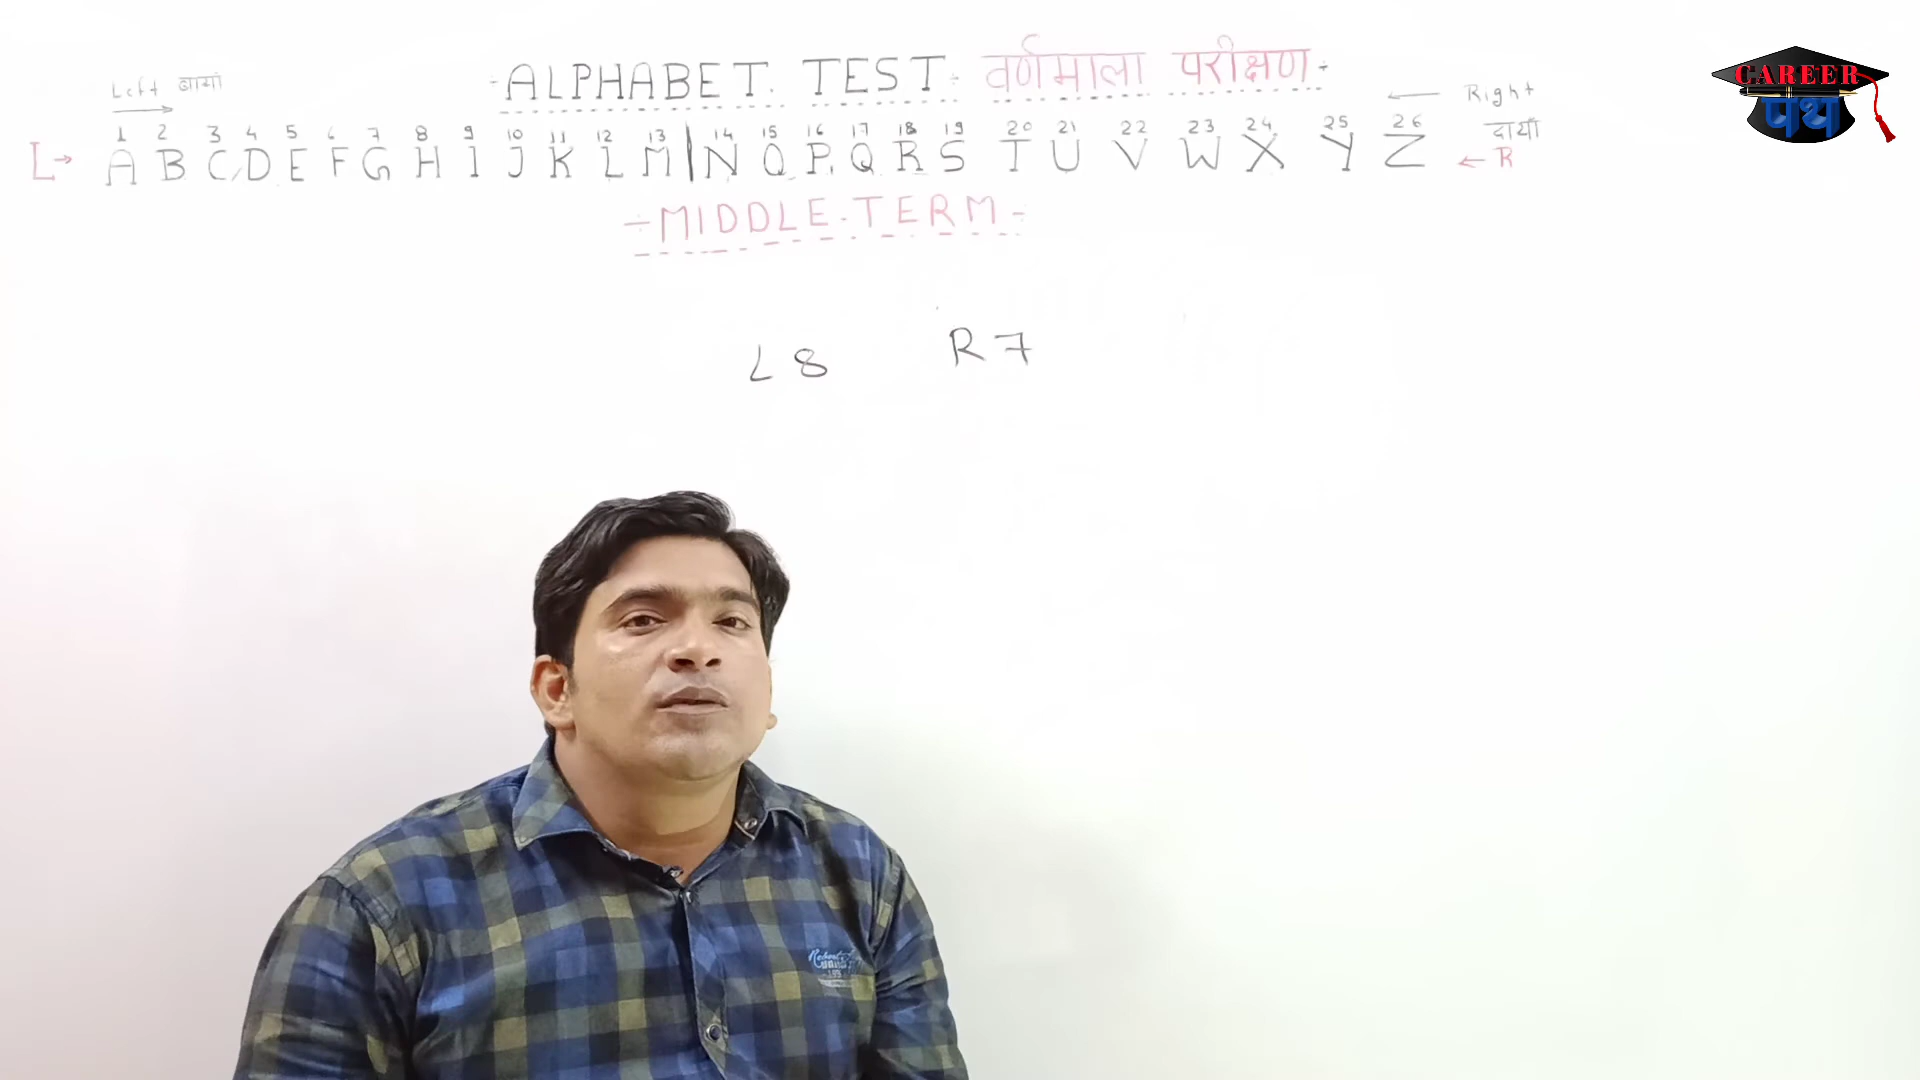 ÷ ALPHABET. TEST ÷ वर्णमाला परीक्षण ÷
Left बायां
Right
दायाँ
1 2 3 4 5 6 7 8 9 10 11 12 13 14 15 16 17 18 19 20 21 22 23 24 25 26
L→ A B C D E F G H I J K L M | N O P Q R S T U V W X Y Z ← R
÷ MIDDLE-TERM ÷
L 8 R 7
CAREER
पथ